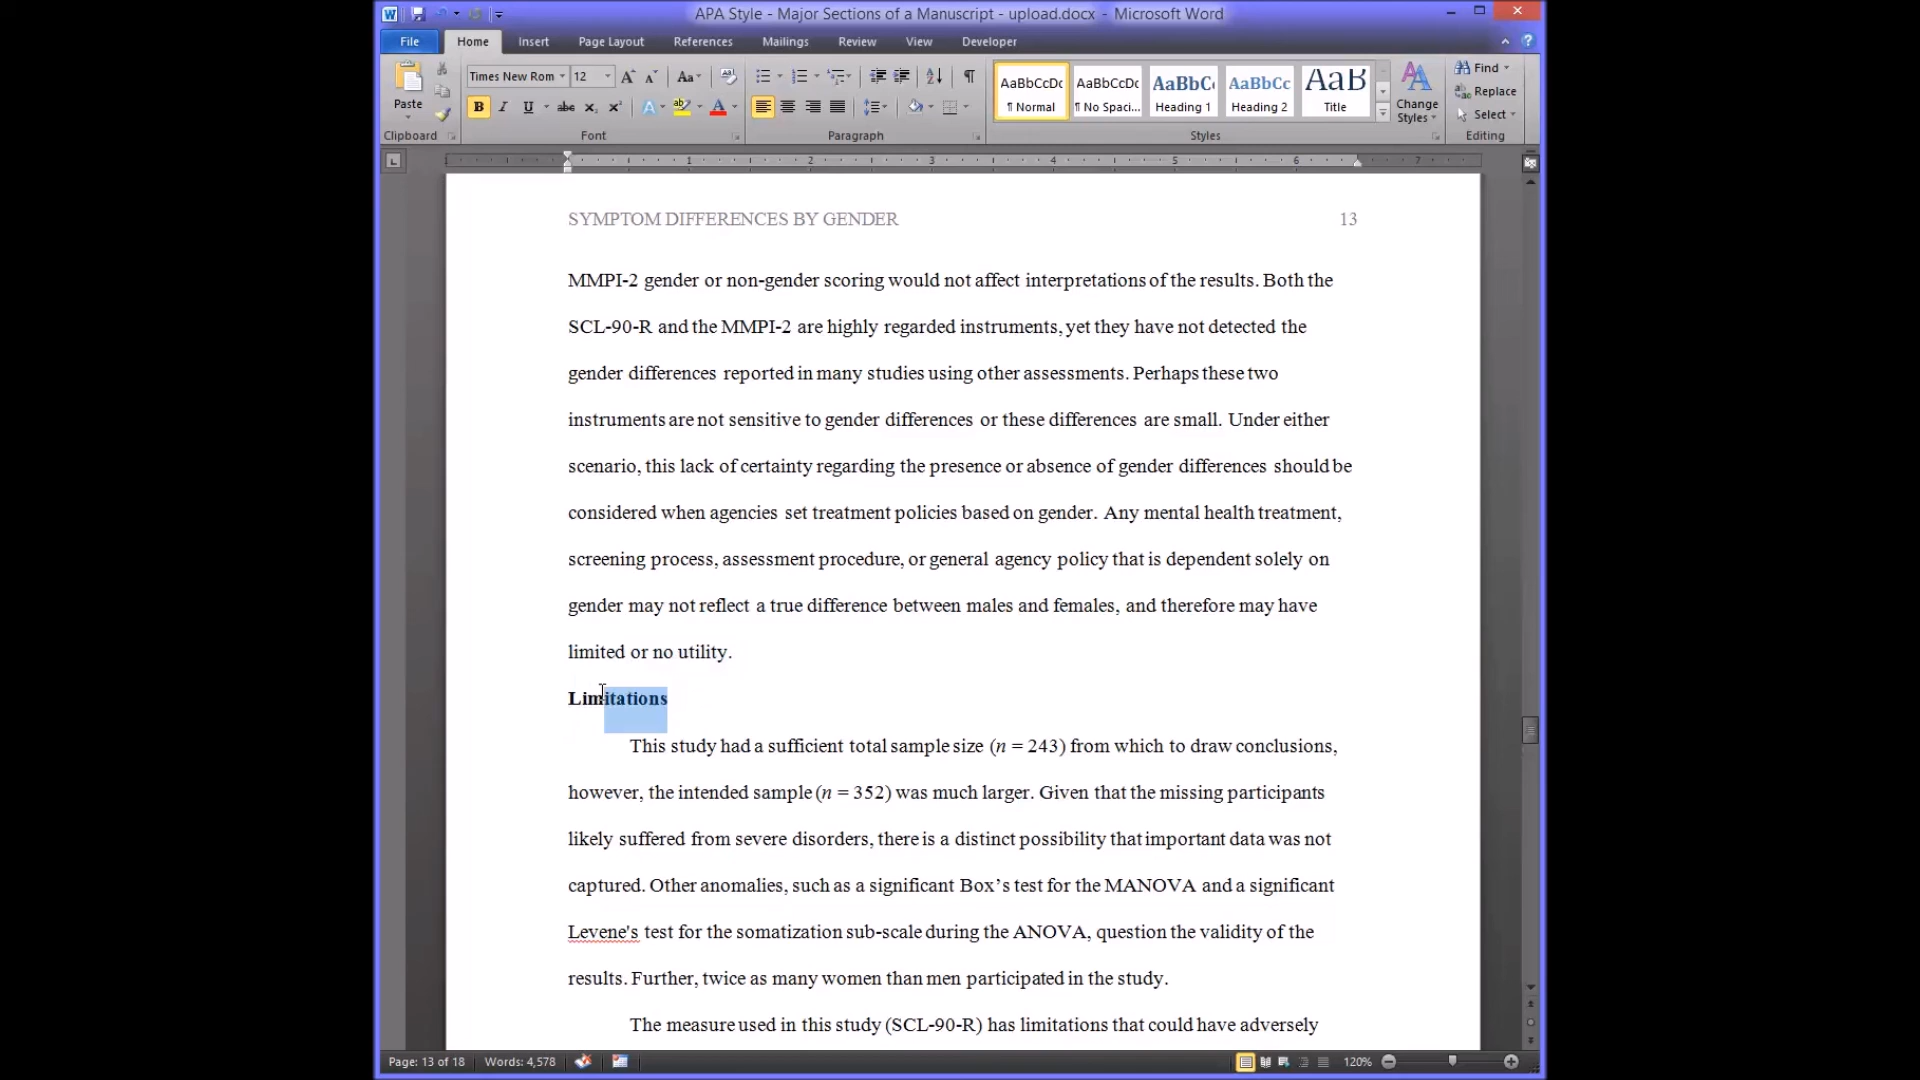 APA Style - Major Sections of a Manuscript - upload.docx - Microsoft Word
File Home Insert Page Layout References Mailings Review View Developer
Times New Rom 12 Aa
AaBbCcDc AaBbCcDc AaBbC AaBbCc AaB
Find
Paste
B I U abc X₂ X² A ab A
¶ Normal ¶ No Spaci... Heading 1 Heading 2 Title
Change Styles
Replace
Select
Clipboard Font Paragraph Styles Editing
1 1 2 3 4 5 6 7
SYMPTOM DIFFERENCES BY GENDER 13
MMPI-2 gender or non-gender scoring would not affect interpretations of the results. Both the
SCL-90-R and the MMPI-2 are highly regarded instruments, yet they have not detected the
gender differences reported in many studies using other assessments. Perhaps these two
instruments are not sensitive to gender differences or these differences are small. Under either
scenario, this lack of certainty regarding the presence or absence of gender differences should be
considered when agencies set treatment policies based on gender. Any mental health treatment,
screening process, assessment procedure, or general agency policy that is dependent solely on
gender may not reflect a true difference between males and females, and therefore may have
limited or no utility.
Limitations
This study had a sufficient total sample size (n = 243) from which to draw conclusions,
however, the intended sample (n = 352) was much larger. Given that the missing participants
likely suffered from severe disorders, there is a distinct possibility that important data was not
captured. Other anomalies, such as a significant Box’s test for the MANOVA and a significant
Levene's test for the somatization sub-scale during the ANOVA, question the validity of the
results. Further, twice as many women than men participated in the study.
The measure used in this study (SCL-90-R) has limitations that could have adversely
Page: 13 of 18 Words: 4,578 120%